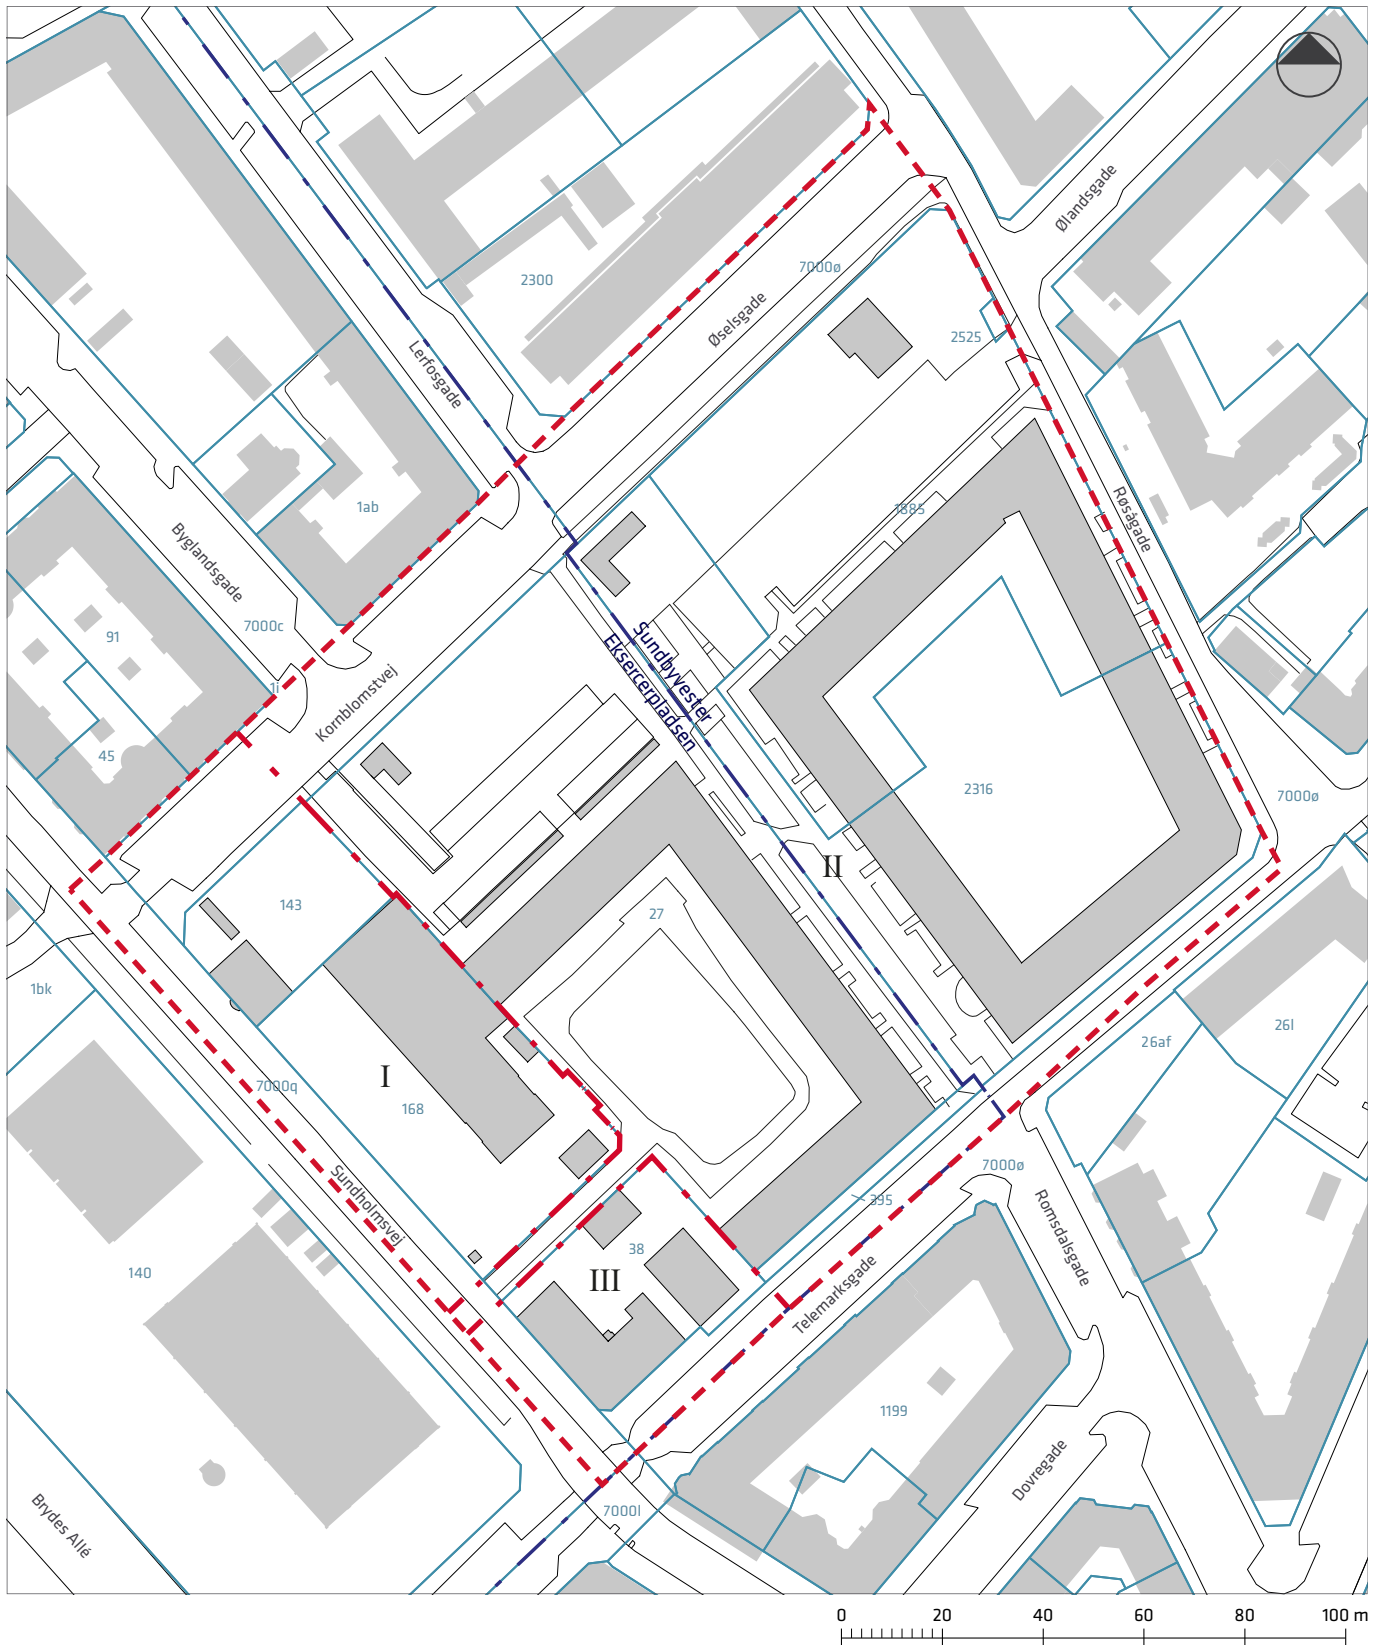 Ølandsgade
7000ø
2300
Øselsgade
2525
Lerfosgade
1ab
1885
Røsågade
Byglandsgade
7000c
91
1i
Sundbyvester
Eksercerpladsen
Kornblomstvej
45
2316
7000ø
II
143
27
1bk
26l
26af
I
7000q
168
7000ø
395
Sundholmsvej
Romsdalsgade
38
140
III
Telemarksgade
1199
Dovregade
7000l
Brydes Allé
0 20 40 60 80 100 m